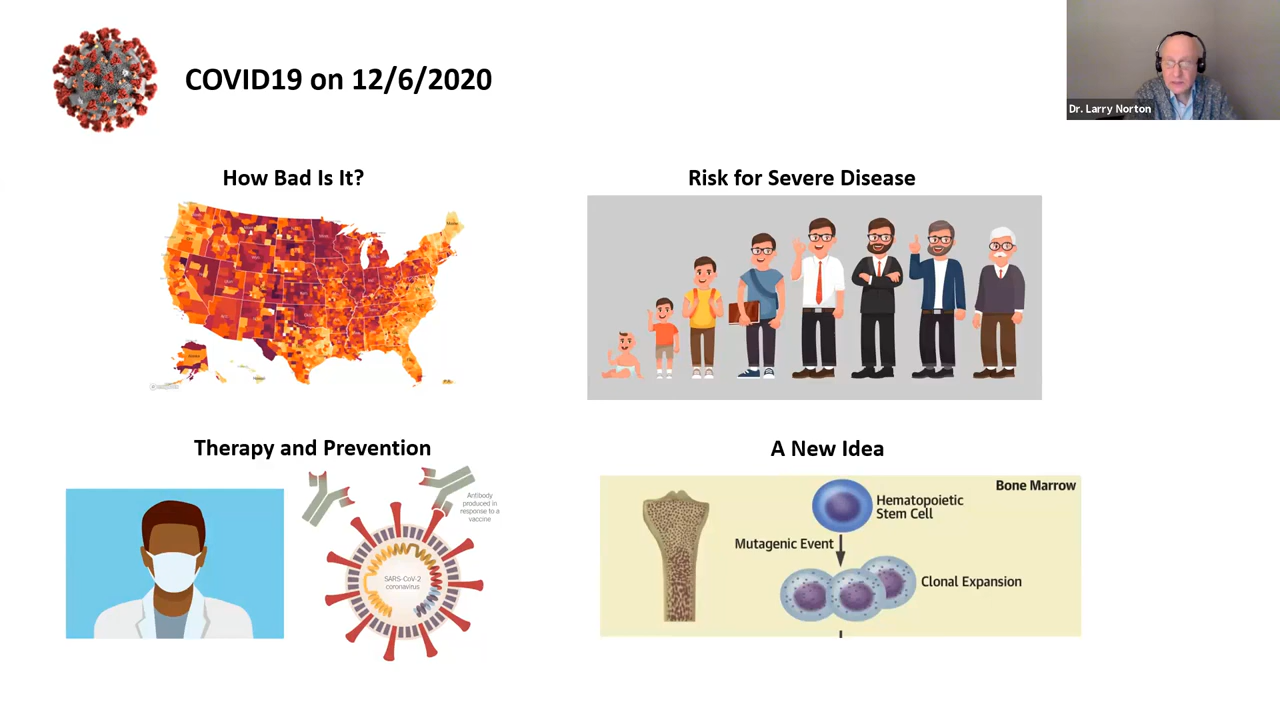 COVID19 on 12/6/2020
Dr. Larry Norton
How Bad Is It?
Risk for Severe Disease
Therapy and Prevention
Antibody
produced in
response to a
vaccine
SARS-CoV-2
coronavirus
A New Idea
Bone Marrow
Hematopoietic
Stem Cell
Mutagenic Event
Clonal Expansion